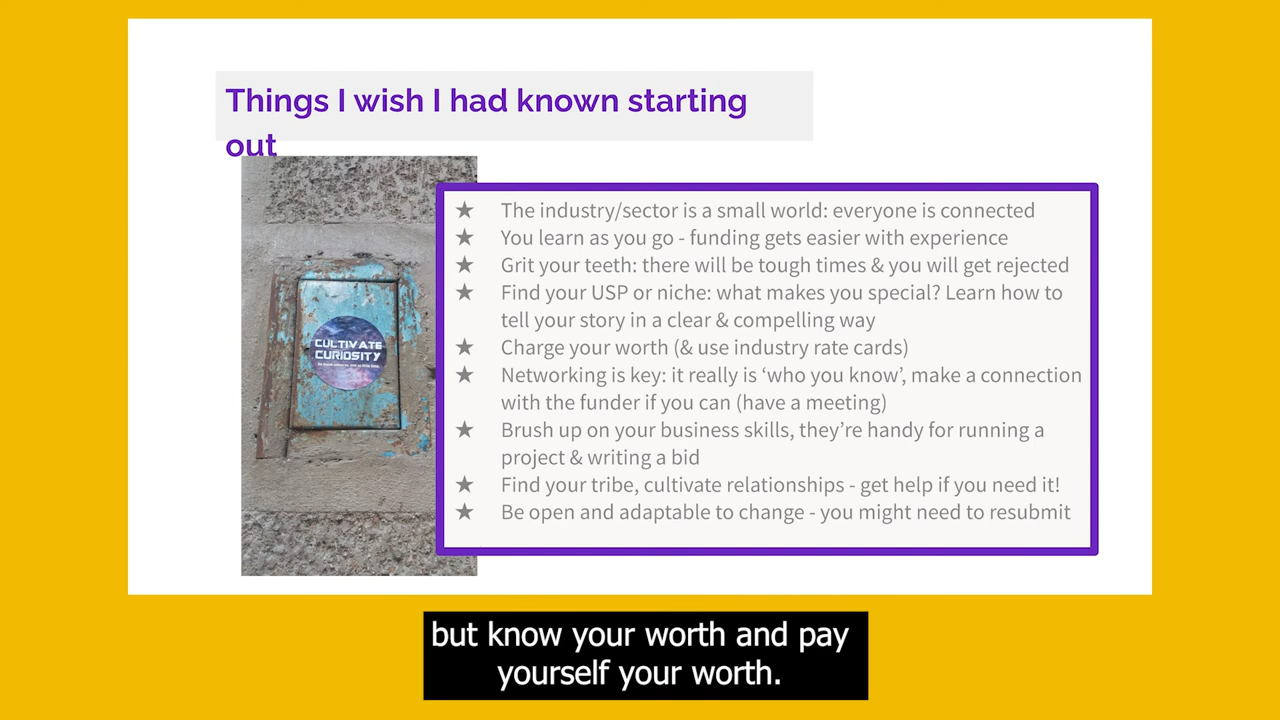 Things I wish I had known starting
out
CULTIVATE
CURIOSITY
★ The industry/sector is a small world: everyone is connected
★ You learn as you go - funding gets easier with experience
★ Grit your teeth: there will be tough times & you will get rejected
★ Find your USP or niche: what makes you special? Learn how to
tell your story in a clear & compelling way
★ Charge your worth (& use industry rate cards)
★ Networking is key: it really is ‘who you know’, make a connection
with the funder if you can (have a meeting)
★ Brush up on your business skills, they’re handy for running a
project & writing a bid
★ Find your tribe, cultivate relationships - get help if you need it!
★ Be open and adaptable to change - you might need to resubmit
but know your worth and pay
yourself your worth.